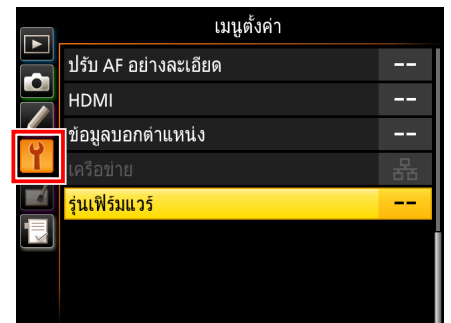 เมนูตั้งค่า
ปรับ AF อย่างละเอียด --
HDMI --
ข้อมูลบอกตำแหน่ง --
เครือข่าย
รุ่นเฟิร์มแวร์ --